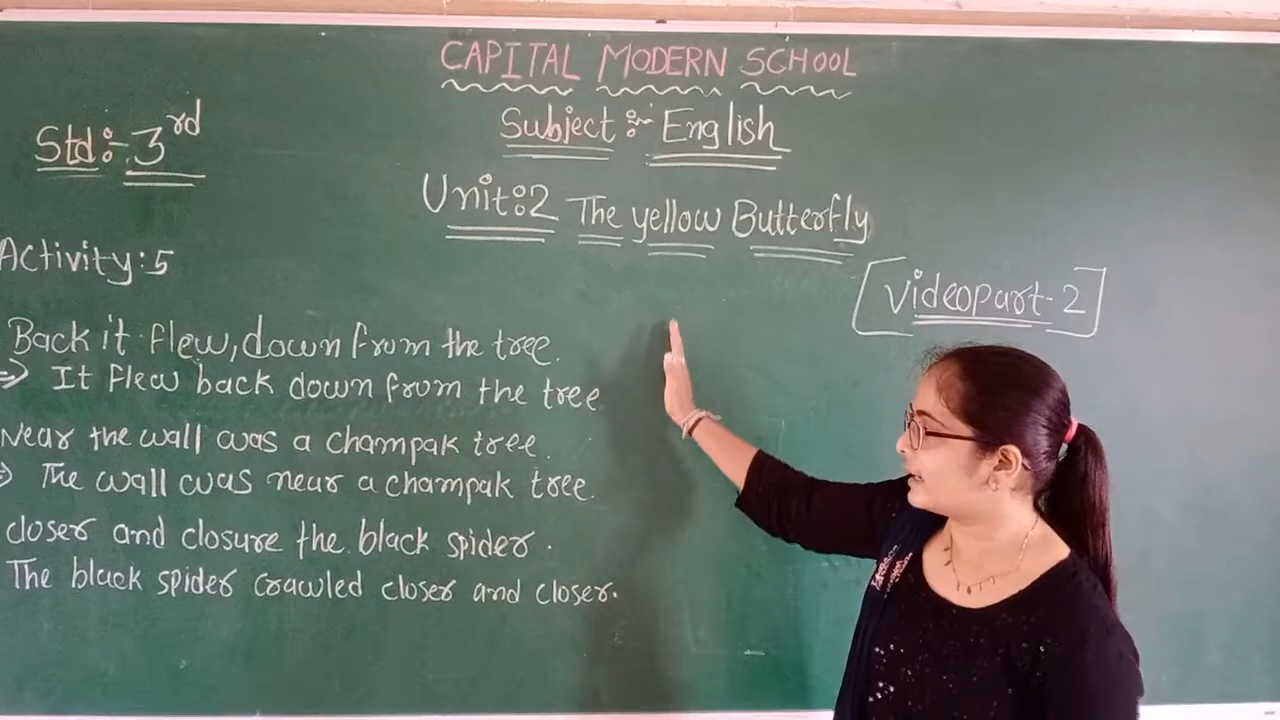 CAPITAL MODERN SCHOOL
Std:- 3rd
Subject:- English
Unit:2 The yellow Butterfly
Activity:5
Videopart-2
Back it flew, down from the tree.
=> It flew back down from the tree
Near the wall was a champak tree.
=> The wall was near a champak tree.
closer and closure the black spider.
The black spider crawled closer and closer.